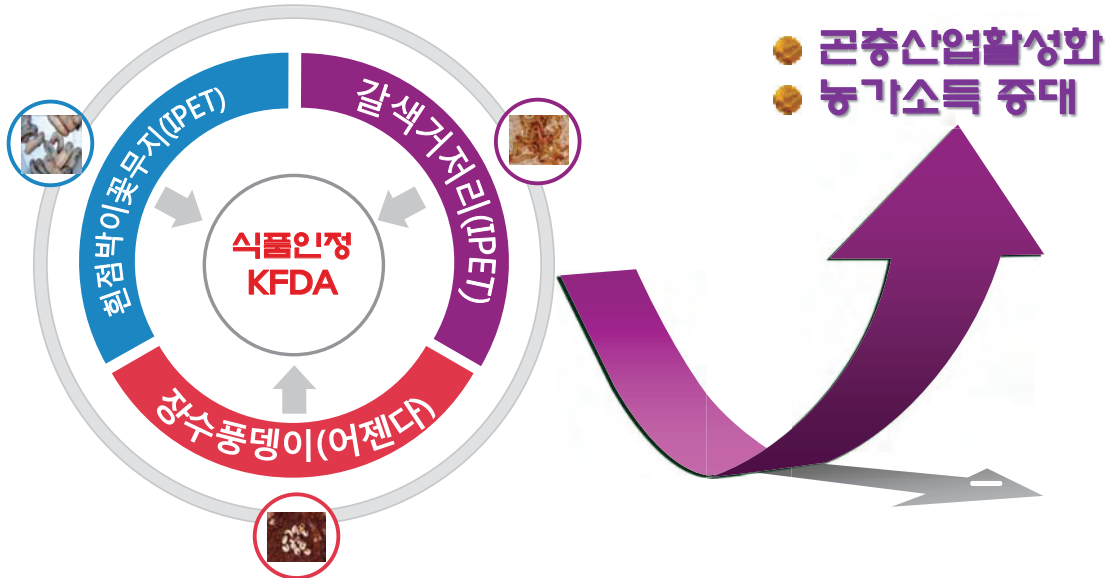 흰점박이꽃무지(IPET)
갈색거저리(IPET)
장수풍뎅이(어젠다)
식품인정
KFDA
곤충산업활성화
농가소득 증대